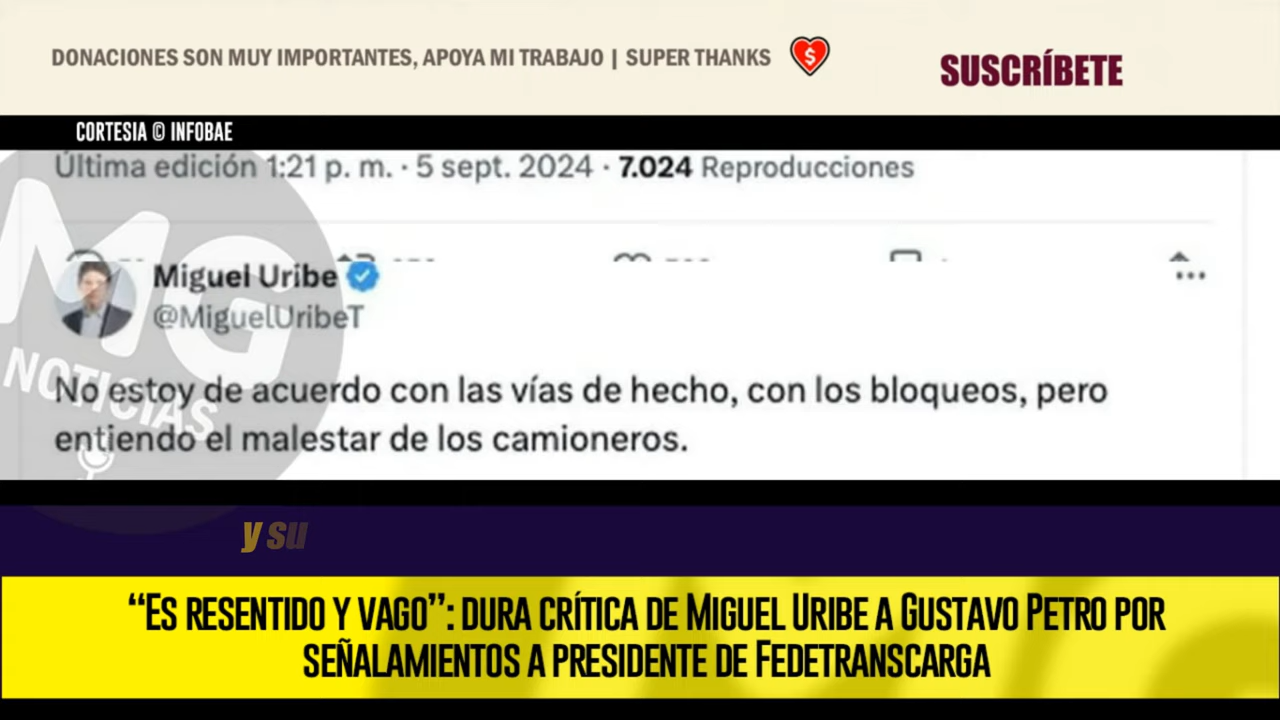 DONACIONES SON MUY IMPORTANTES, APOYA MI TRABAJO | SUPER THANKS
SUSCRÍBETE
CORTESIA © INFOBAE
Última edición 1:21 p. m. · 5 sept. 2024 · 7.024 Reproducciones
Miguel Uribe
@MiguelUribeT
No estoy de acuerdo con las vías de hecho, con los bloqueos, pero
entiendo el malestar de los camioneros.
MG
NOTICIAS
y su
“ES RESENTIDO Y VAGO”: DURA CRÍTICA DE MIGUEL URIBE A GUSTAVO PETRO POR
SEÑALAMIENTOS A PRESIDENTE DE FEDETRANSCARGA